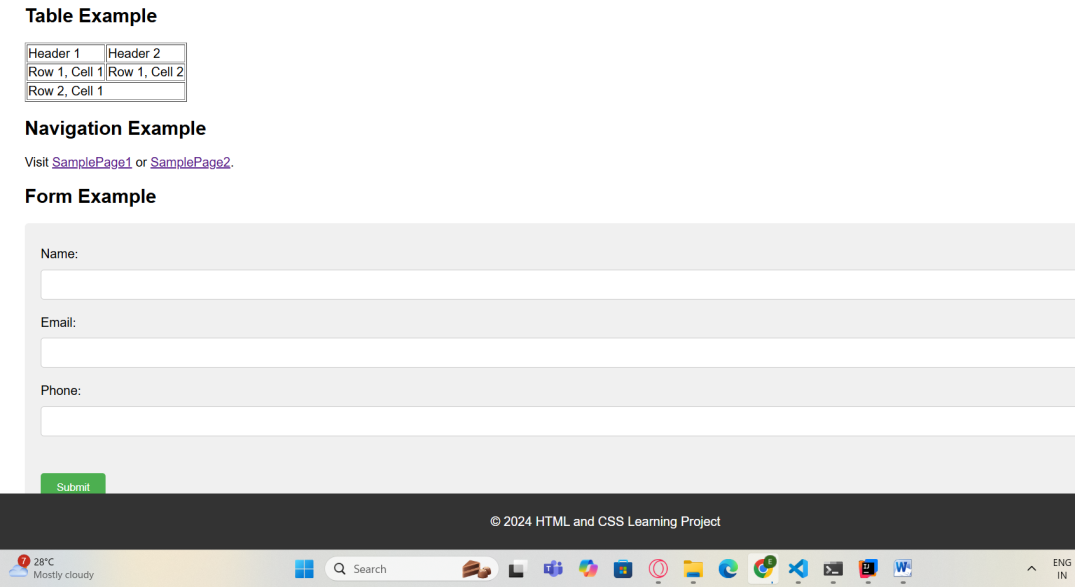 Table Example
Header 1 Header 2
Row 1, Cell 1 Row 1, Cell 2
Row 2, Cell 1
Navigation Example
Visit SamplePage1 or SamplePage2.
Form Example
Name:
Email:
Phone:
Submit
© 2024 HTML and CSS Learning Project
7 28°C
Mostly cloudy
Search
E
W
ENG
IN